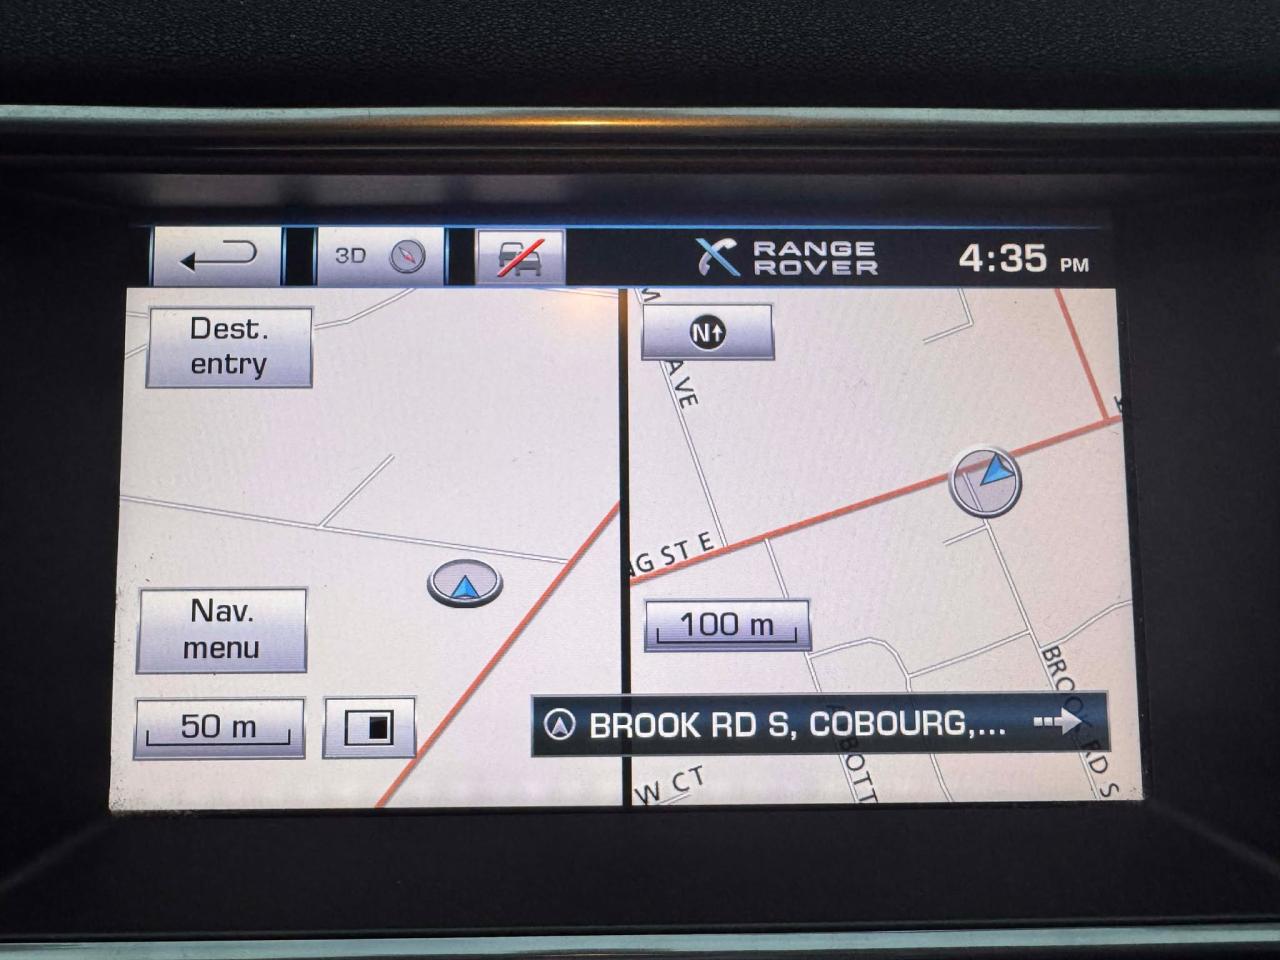 3D
RANGE
ROVER
4:35 PM
Dest.
entry
N
AVE
NG ST E
Nav.
menu
100 m
50 m
BROOK RD S, COBOURG,...
BROOK RD S
W CT